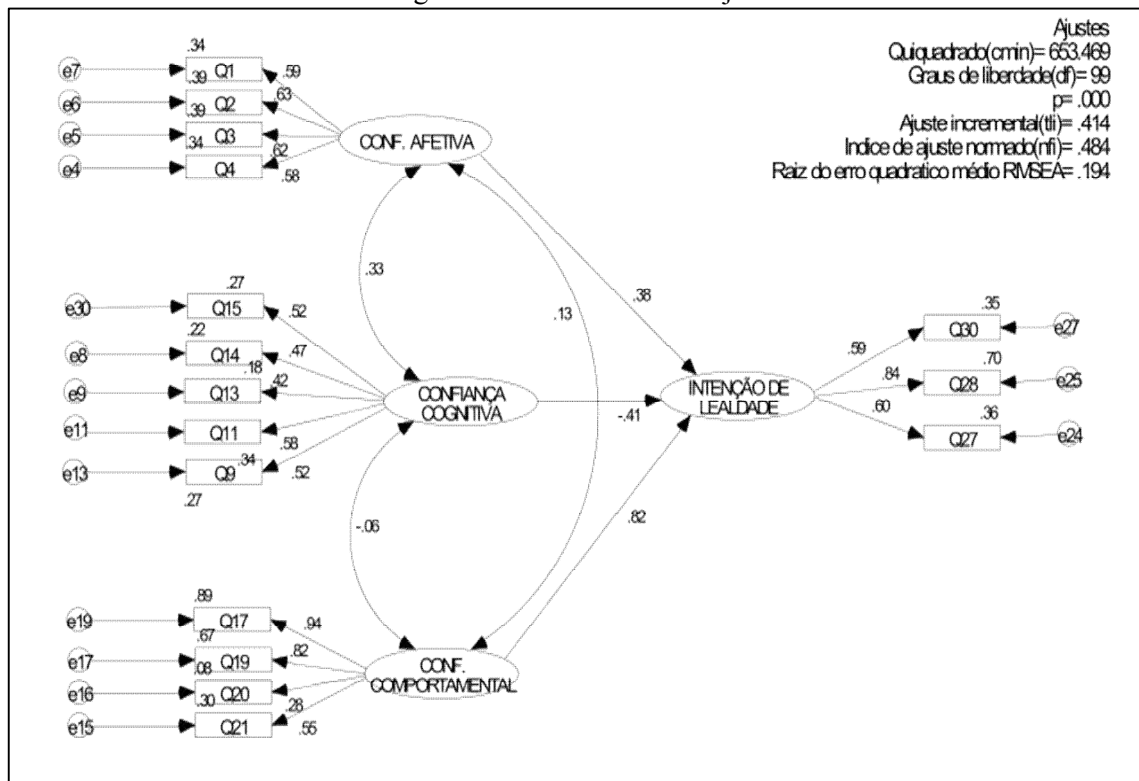 Ajustes
Quiquadrado(cmin)= 653.469
Graus de liberdade(df)= 99
p= .000
Ajuste incremental(tli)= .414
Indice de ajuste normado(nfi)= .484
Raiz do erro quadratico médio RMSEA= .194
.34
e7 Q1 .59
.39
e6 Q2 .63
.39
e5 Q3 .62
.34
e4 Q4 .58
CONF. AFETIVA
.33
.13
.38
.27
e30 Q15 .52
.22
e8 Q14 .47
.18
e9 Q13 .42
e11 Q11 .58
.34
e13 Q9 .52
.27
CONFIANÇA
COGNITIVA
-.41
INTENÇÃO DE
LEALDADE
.35
.59 Q30 e27
.70
.84 Q28 e25
.36
.60 Q27 e24
-.06
.82
.89
e19 Q17 .94
.67
e17 Q19 .82
.08
e16 Q20 .28
.30
e15 Q21 .55
CONF.
COMPORTAMENTAL